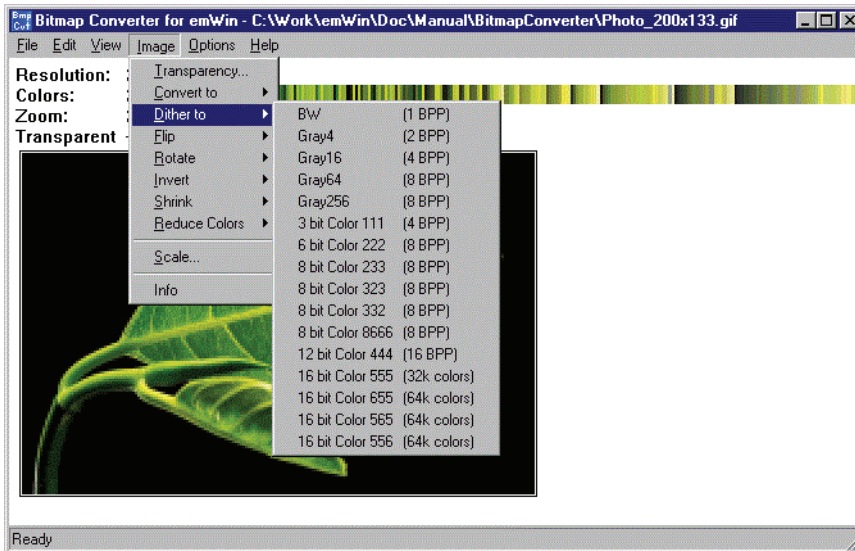 Bmp Cvt Bitmap Converter for emWin - C:\Work\emWin\Doc\Manual\BitmapConverter\Photo_200x133.gif
File Edit View Image Options Help
Resolution:
Colors:
Zoom:
Transparent
Transparency...
Convert to
Dither to
Flip
Rotate
Invert
Shrink
Reduce Colors
Scale...
Info
BW (1 BPP)
Gray4 (2 BPP)
Gray16 (4 BPP)
Gray64 (8 BPP)
Gray256 (8 BPP)
3 bit Color 111 (4 BPP)
6 bit Color 222 (8 BPP)
8 bit Color 233 (8 BPP)
8 bit Color 323 (8 BPP)
8 bit Color 332 (8 BPP)
8 bit Color 8666 (8 BPP)
12 bit Color 444 (16 BPP)
16 bit Color 555 (32k colors)
16 bit Color 655 (64k colors)
16 bit Color 565 (64k colors)
16 bit Color 556 (64k colors)
Ready